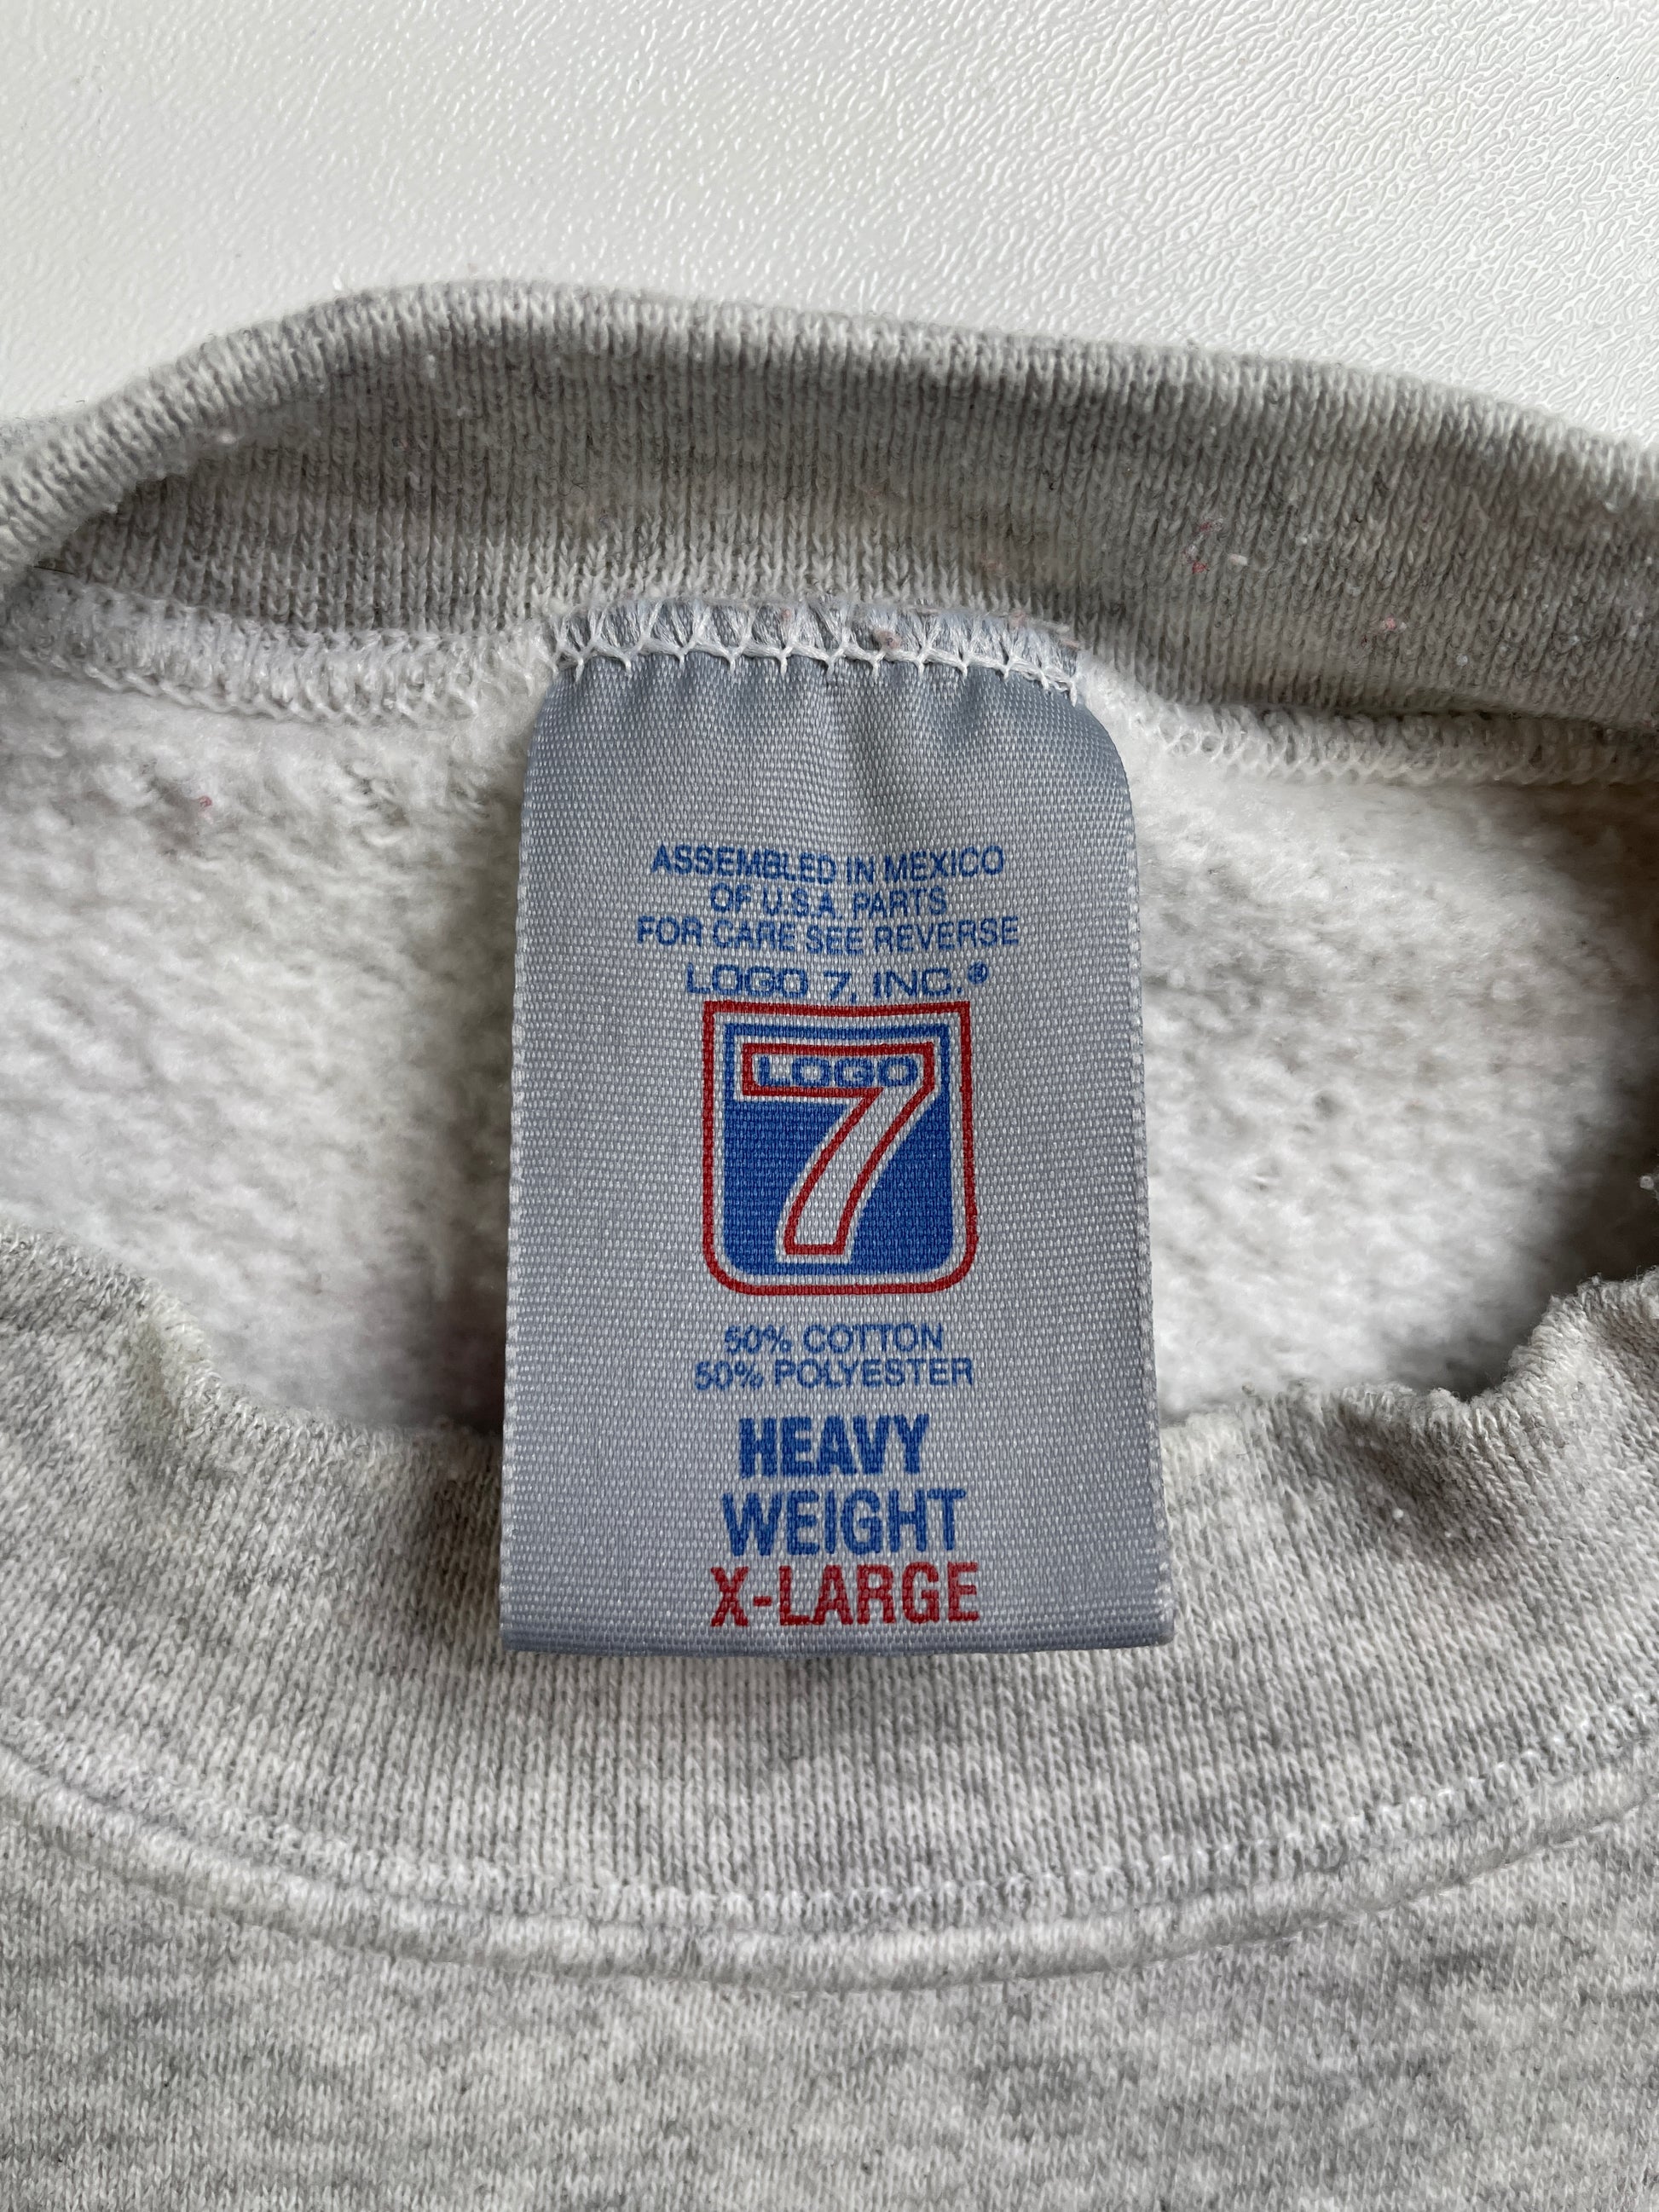 ASSEMBLED IN MEXICO
OF U.S.A. PARTS
FOR CARE SEE REVERSE
LOGO 7, INC.®
LOGO
7
50% COTTON
50% POLYESTER
HEAVY
WEIGHT
X-LARGE